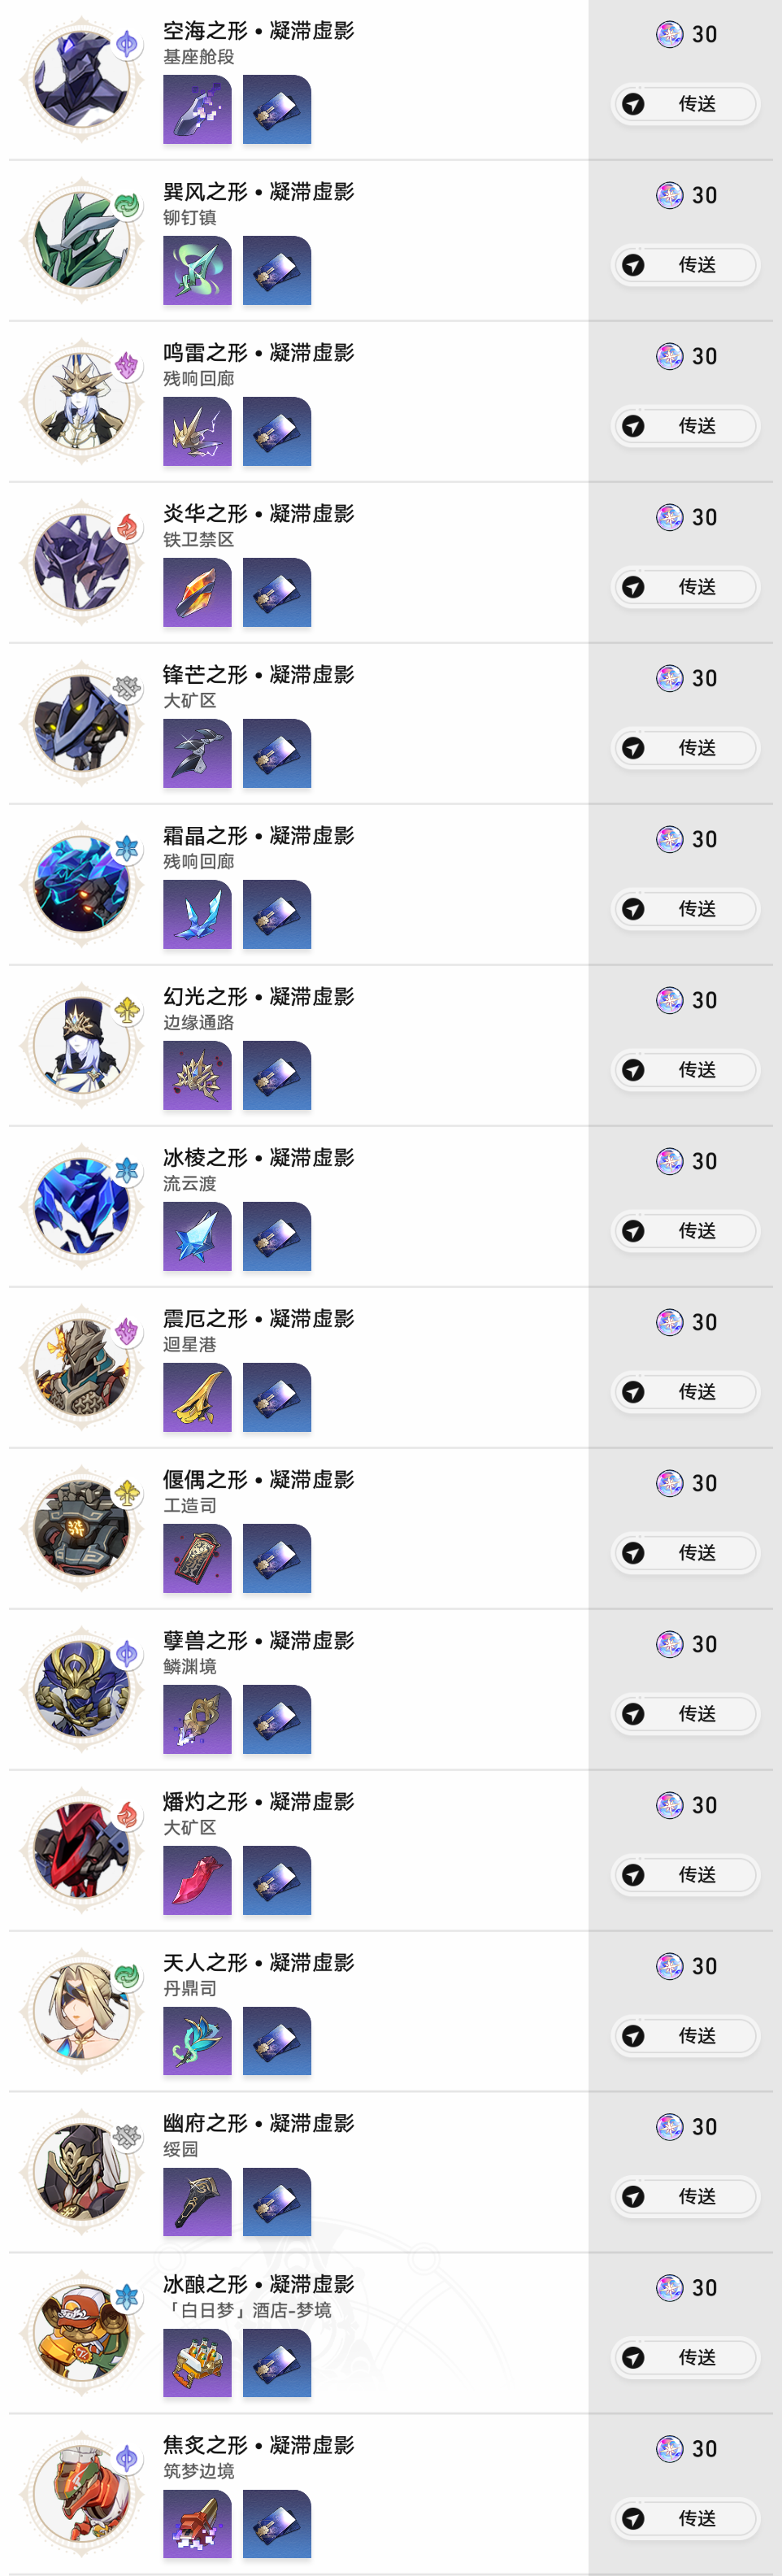 空海之形 • 凝滞虚影
30
基座舱段
传送
巽风之形 • 凝滞虚影
30
铆钉镇
传送
鸣雷之形 • 凝滞虚影
30
残响回廊
传送
炎华之形 • 凝滞虚影
30
铁卫禁区
传送
锋芒之形 • 凝滞虚影
30
大矿区
传送
霜晶之形 • 凝滞虚影
30
残响回廊
传送
幻光之形 • 凝滞虚影
30
边缘通路
传送
冰棱之形 • 凝滞虚影
30
流云渡
传送
震厄之形 • 凝滞虚影
30
迴星港
传送
偃偶之形 • 凝滞虚影
30
工造司
传送
孽兽之形 • 凝滞虚影
30
鳞渊境
传送
燔灼之形 • 凝滞虚影
30
大矿区
传送
天人之形 • 凝滞虚影
30
丹鼎司
传送
幽府之形 • 凝滞虚影
30
绥园
传送
冰酿之形 • 凝滞虚影
30
「白日梦」酒店-梦境
传送
焦炙之形 • 凝滞虚影
30
筑梦边境
传送